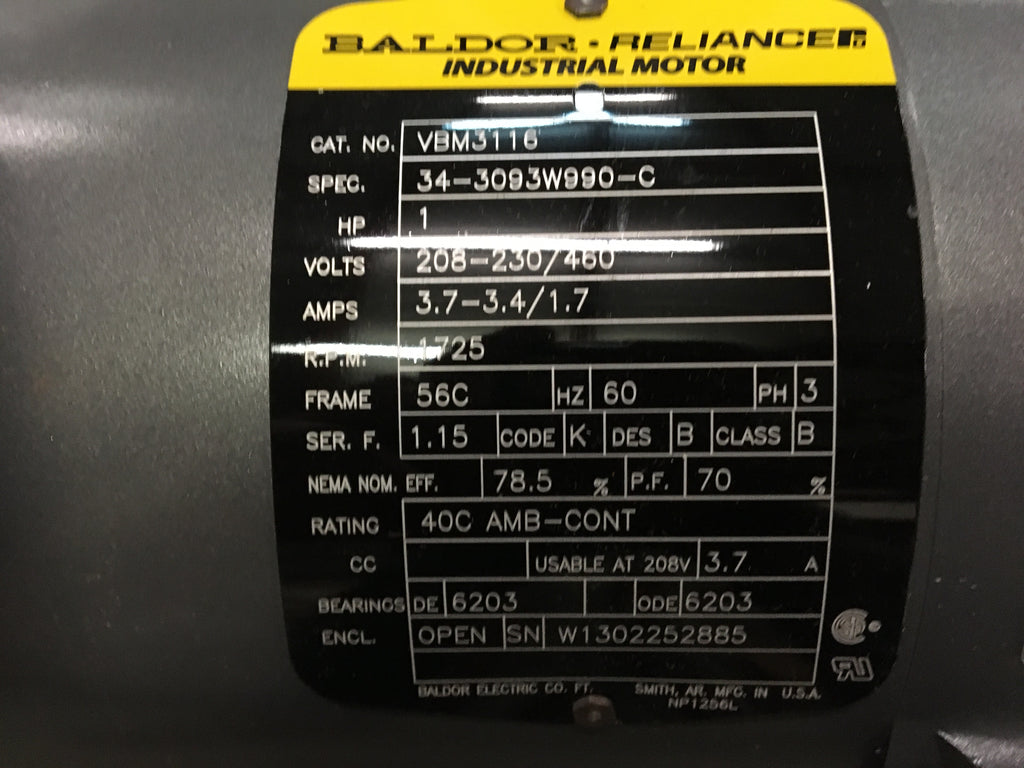 BALDOR • RELIANCE
INDUSTRIAL MOTOR
CAT. NO. VBM3116
SPEC. 34-3093W990-C
HP 1
VOLTS 208-230/460
AMPS 3.7-3.4/1.7
R.P.M. 1725
FRAME 56C HZ 60 PH 3
SER. F. 1.15 CODE K DES B CLASS B
NEMA NOM. EFF. 78.5 % P.F. 70 %
RATING 40C AMB-CONT
CC USABLE AT 208V 3.7 A
BEARINGS DE 6203 ODE 6203
ENCL. OPEN SN W1302252885
BALDOR ELECTRIC CO. FT. SMITH, AR. MFG. IN U.S.A.
NP1256L